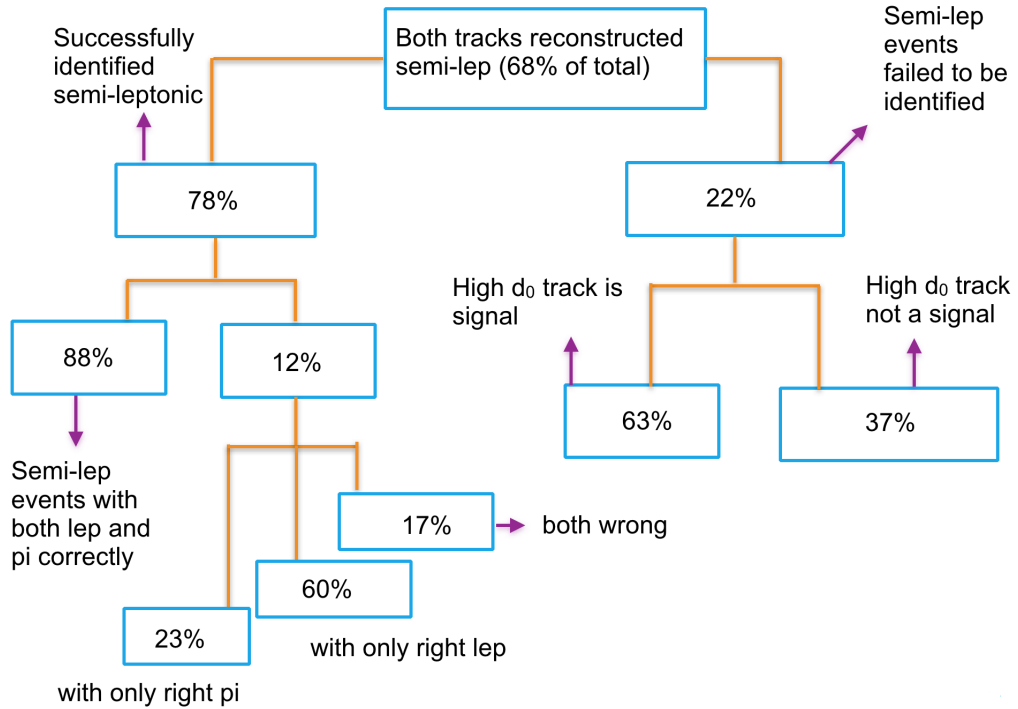 Successfully
identified
semi-leptonic
Both tracks reconstructed
semi-lep (68% of total)
Semi-lep
events
failed to be
identified
78%
22%
High d₀ track is
signal
High d₀ track
not a signal
88%
12%
63%
37%
Semi-lep
events with
both lep and
pi correctly
17%
both wrong
60%
with only right lep
23%
with only right pi